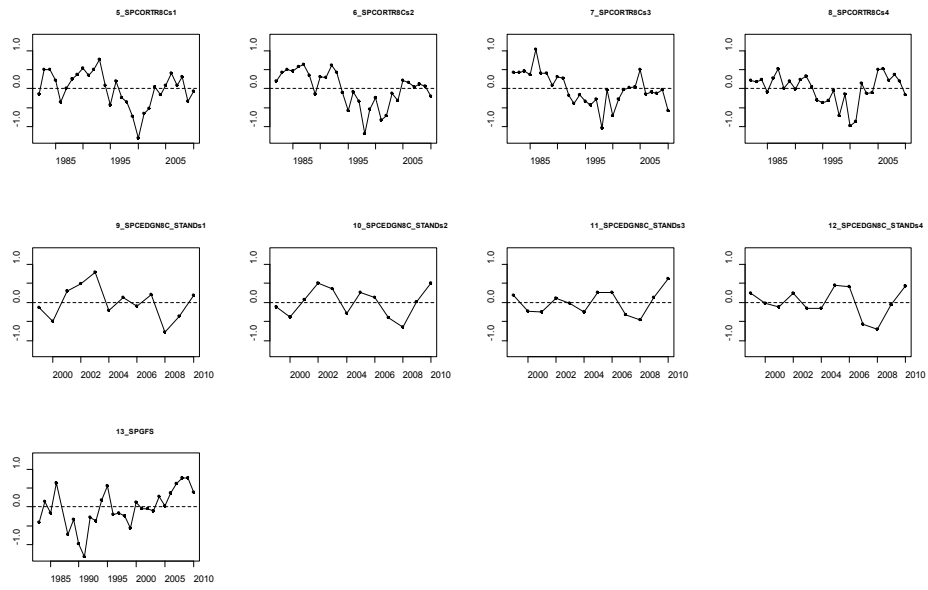 5_SPCORTR8Cs1
6_SPCORTR8Cs2
7_SPCORTR8Cs3
8_SPCORTR8Cs4
-1.0 0.0 1.0
-1.0 0.0 1.0
-1.0 0.0 1.0
-1.0 0.0 1.0
1985 1995 2005
1985 1995 2005
1985 1995 2005
1985 1995 2005
9_SPCEDGN8C_STANDs1
10_SPCEDGN8C_STANDs2
11_SPCEDGN8C_STANDs3
12_SPCEDGN8C_STANDs4
-1.0 0.0 1.0
-1.0 0.0 1.0
-1.0 0.0 1.0
-1.0 0.0 1.0
2000 2002 2004 2006 2008 2010
2000 2002 2004 2006 2008 2010
2000 2002 2004 2006 2008 2010
2000 2002 2004 2006 2008 2010
13_SPGFS
-1.0 0.0 1.0
1985 1990 1995 2000 2005 2010